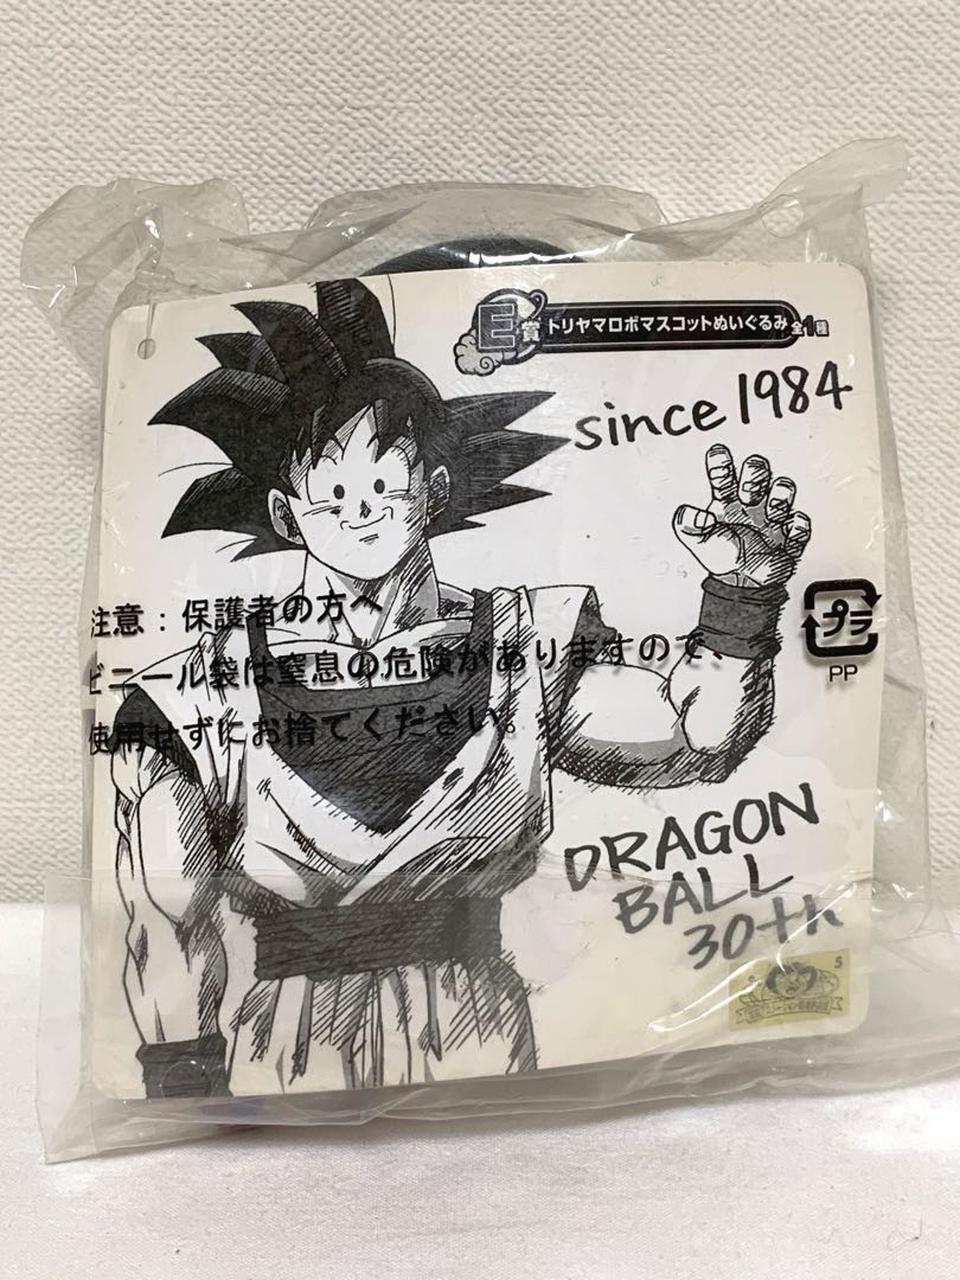 E賞 トリヤマロボマスコットぬいぐるみ 全1種
since 1984
注意：保護者の方へ
ビニール袋は窒息の危険がありますので、
使用せずにお捨てください。
プラ
PP
DRAGON
BALL
30th
5